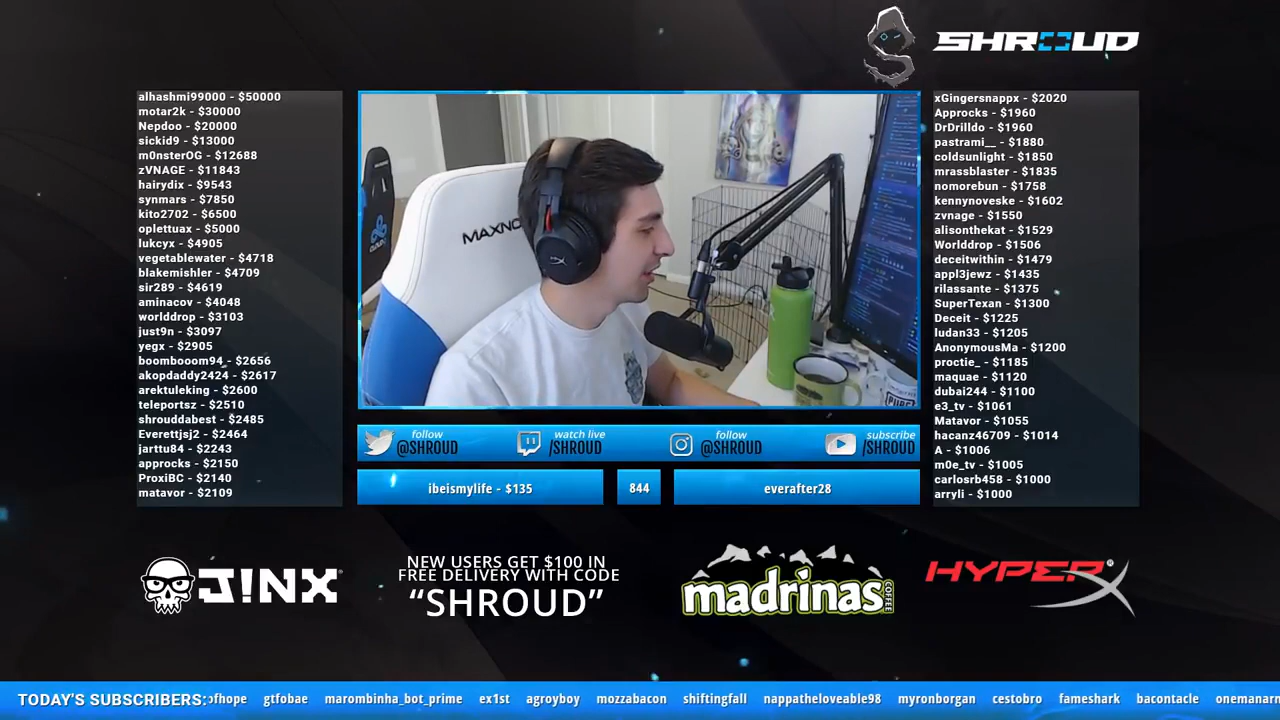 SHROUD
alhashmi99000 - $50000
motar2k - $30000
Nepdoo - $20000
sickid9 - $13000
m0nsterrG - $12688
zVNAGE - $11843
hairydix - $9543
synmars - $7850
kito2702 - $6500
oplettuax - $5000
lukcyx - $4905
vegetablewater - $4718
blakemishler - $4709
sir289 - $4619
aminacov - $4048
worlddrop - $3103
just9n - $3097
yegx - $2905
boombooom94_ - $2656
akopdaddy2424 - $2617
arektuleking - $2600
teleportsz - $2510
shrouddabest - $2485
Everettjsj2 - $2464
jarttu84 - $2243
approcks - $2150
ProxiBC - $2140
matavor - $2109
MAXNO
PUBG
xGingersnappx - $2020
Approcks - $1960
DrDrilldo - $1960
pastrami__ - $1880
coldsunlight - $1850
mrassblaster - $1835
nomorebun - $1758
kennynoveske - $1602
zvnage - $1550
alisonthekat - $1529
Worlddrop - $1506
deceitwithin - $1479
appl3jewz - $1435
rilassante - $1375
SuperTexan - $1300
Deceit - $1225
ludan33 - $1205
AnonymousMa - $1200
proctie_ - $1185
maquae - $1120
dubai244 - $1100
e3_tv - $1061
Matavor - $1055
hacanz46709 - $1014
A - $1006
m0e_tv - $1005
carlosrb458 - $1000
arryli - $1000
follow
@SHROUD
watch live
/SHROUD
follow
@SHROUD
subscribe
/SHROUD
ibeismylife - $135
844
everafter28
J!NX
NEW USERS GET $100 IN
FREE DELIVERY WITH CODE
“SHROUD”
madrinas
COFFEE
HYPERX
TODAY'S SUBSCRIBERS: ofhope gtfobae marombinha_bot_prime ex1st agroyboy mozzabacon shiftingfall nappatheloveable98 myronborgan cestobro fameshark bacontacle onemanarr